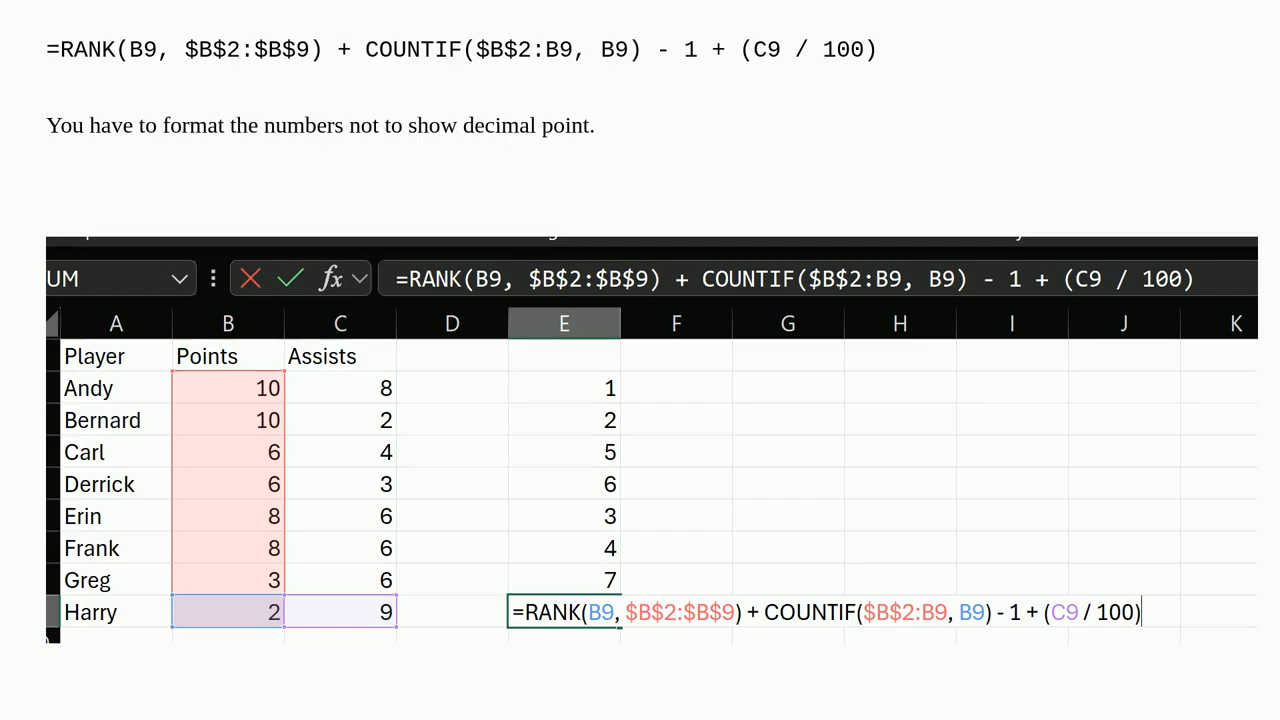 =RANK(B9, $B$2:$B$9) + COUNTIF($B$2:B9, B9) - 1 + (C9 / 100)
You have to format the numbers not to show decimal point.
UM fx =RANK(B9, $B$2:$B$9) + COUNTIF($B$2:B9, B9) - 1 + (C9 / 100)
A B C D E F G H I J K
Player Points Assists
Andy 10 8 1
Bernard 10 2 2
Carl 6 4 5
Derrick 6 3 6
Erin 8 6 3
Frank 8 6 4
Greg 3 6 7
Harry 2 9 =RANK(B9, $B$2:$B$9) + COUNTIF($B$2:B9, B9) - 1 + (C9 / 100)